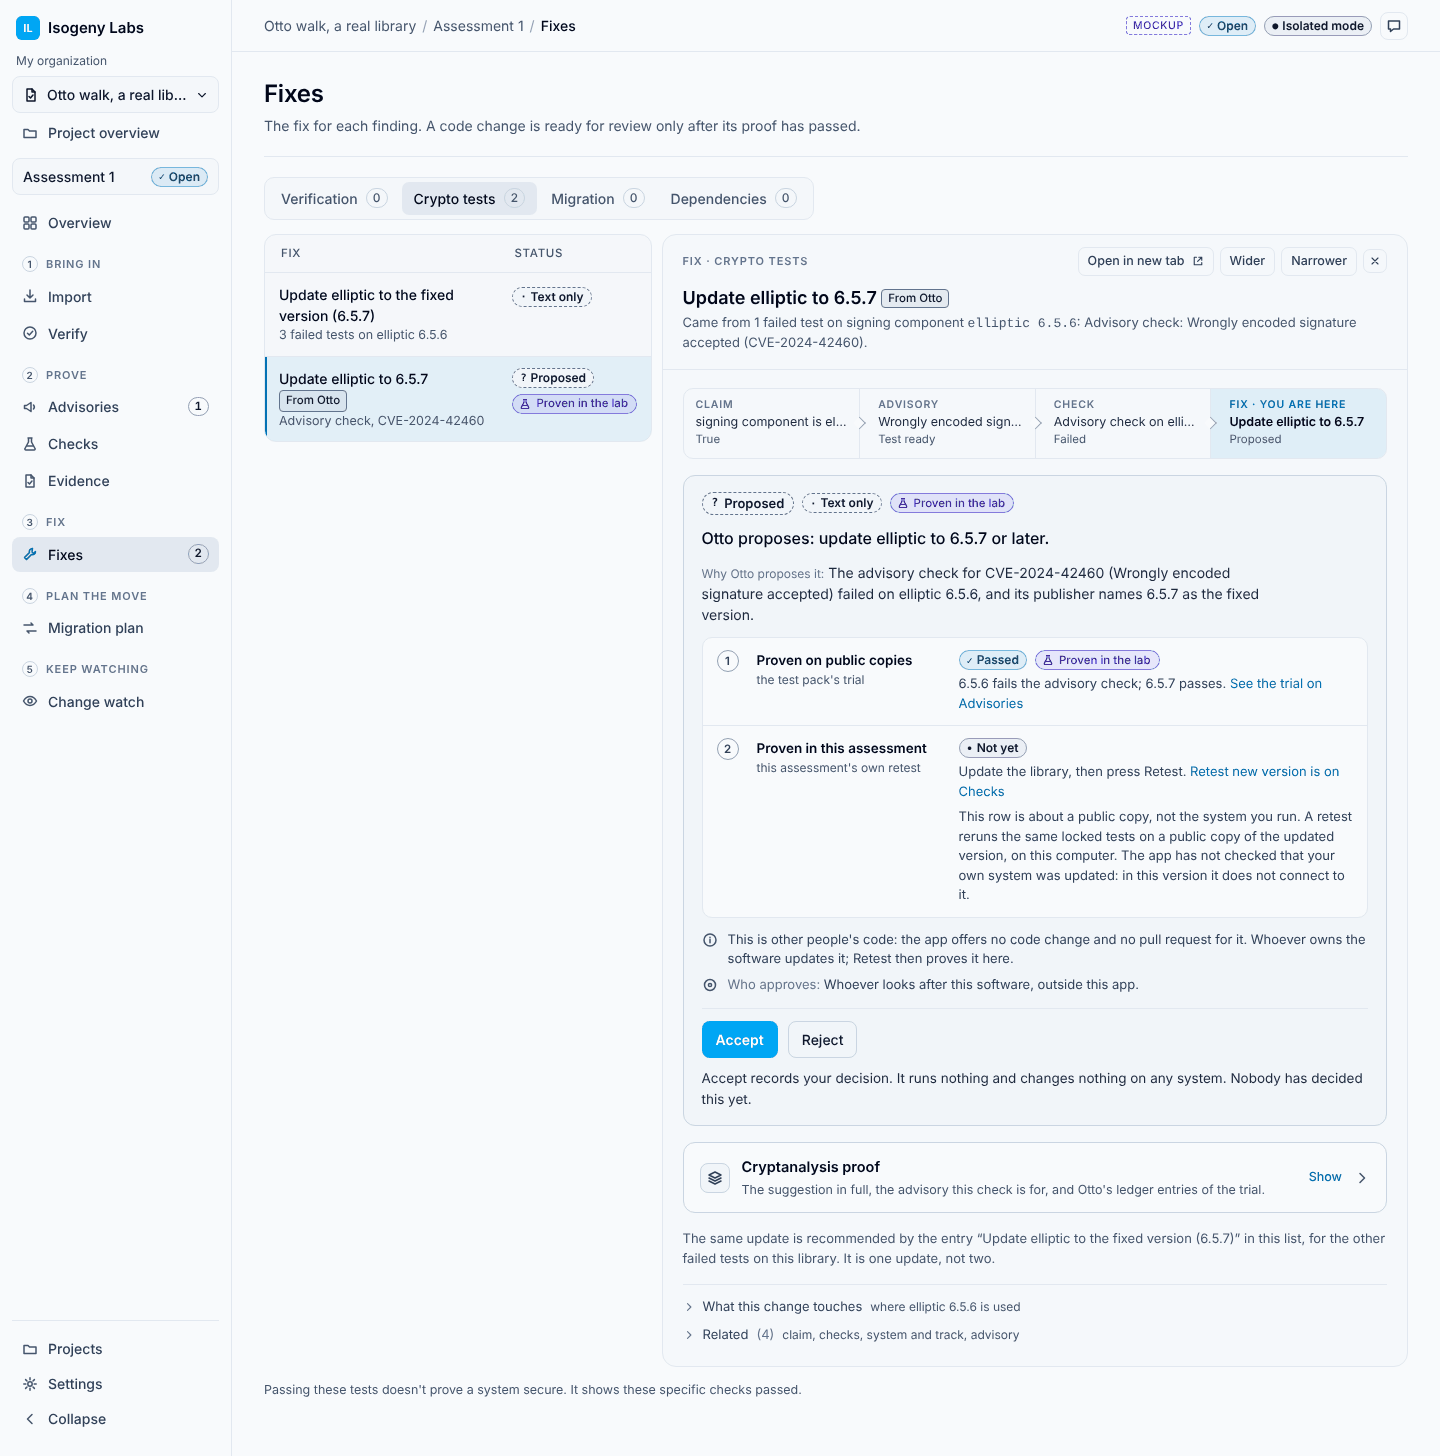 IL Isogeny Labs
My organization
Otto walk, a real lib...
Project overview
Assessment 1 ✓ Open
Overview
1 BRING IN
Import
Verify
2 PROVE
Advisories 1
Checks
Evidence
3 FIX
Fixes 2
4 PLAN THE MOVE
Migration plan
5 KEEP WATCHING
Change watch
Projects
Settings
Collapse
Otto walk, a real library / Assessment 1 / Fixes
MOCKUP ✓ Open • Isolated mode
Fixes
The fix for each finding. A code change is ready for review only after its proof has passed.
Verification 0 Crypto tests 2 Migration 0 Dependencies 0
FIX STATUS
Update elliptic to the fixed
version (6.5.7)
3 failed tests on elliptic 6.5.6
· Text only
Update elliptic to 6.5.7
From Otto
Advisory check, CVE-2024-42460
? Proposed
Proven in the lab
FIX · CRYPTO TESTS
Open in new tab Wider Narrower ×
Update elliptic to 6.5.7 From Otto
Came from 1 failed test on signing component elliptic 6.5.6: Advisory check: Wrongly encoded signature
accepted (CVE-2024-42460).
CLAIM
signing component is el...
True
ADVISORY
Wrongly encoded sign...
Test ready
CHECK
Advisory check on elli...
Failed
FIX · YOU ARE HERE
Update elliptic to 6.5.7
Proposed
? Proposed · Text only Proven in the lab
Otto proposes: update elliptic to 6.5.7 or later.
Why Otto proposes it: The advisory check for CVE-2024-42460 (Wrongly encoded
signature accepted) failed on elliptic 6.5.6, and its publisher names 6.5.7 as the fixed
version.
1 Proven on public copies
the test pack's trial
✓ Passed Proven in the lab
6.5.6 fails the advisory check; 6.5.7 passes. See the trial on
Advisories
2 Proven in this assessment
this assessment's own retest
• Not yet
Update the library, then press Retest. Retest new version is on
Checks
This row is about a public copy, not the system you run. A retest
reruns the same locked tests on a public copy of the updated
version, on this computer. The app has not checked that your
own system was updated: in this version it does not connect to
it.
This is other people's code: the app offers no code change and no pull request for it. Whoever owns the
software updates it; Retest then proves it here.
Who approves: Whoever looks after this software, outside this app.
Accept Reject
Accept records your decision. It runs nothing and changes nothing on any system. Nobody has decided
this yet.
Cryptanalysis proof
The suggestion in full, the advisory this check is for, and Otto's ledger entries of the trial.
Show
The same update is recommended by the entry “Update elliptic to the fixed version (6.5.7)” in this list, for the other
failed tests on this library. It is one update, not two.
What this change touches where elliptic 6.5.6 is used
Related (4) claim, checks, system and track, advisory
Passing these tests doesn't prove a system secure. It shows these specific checks passed.